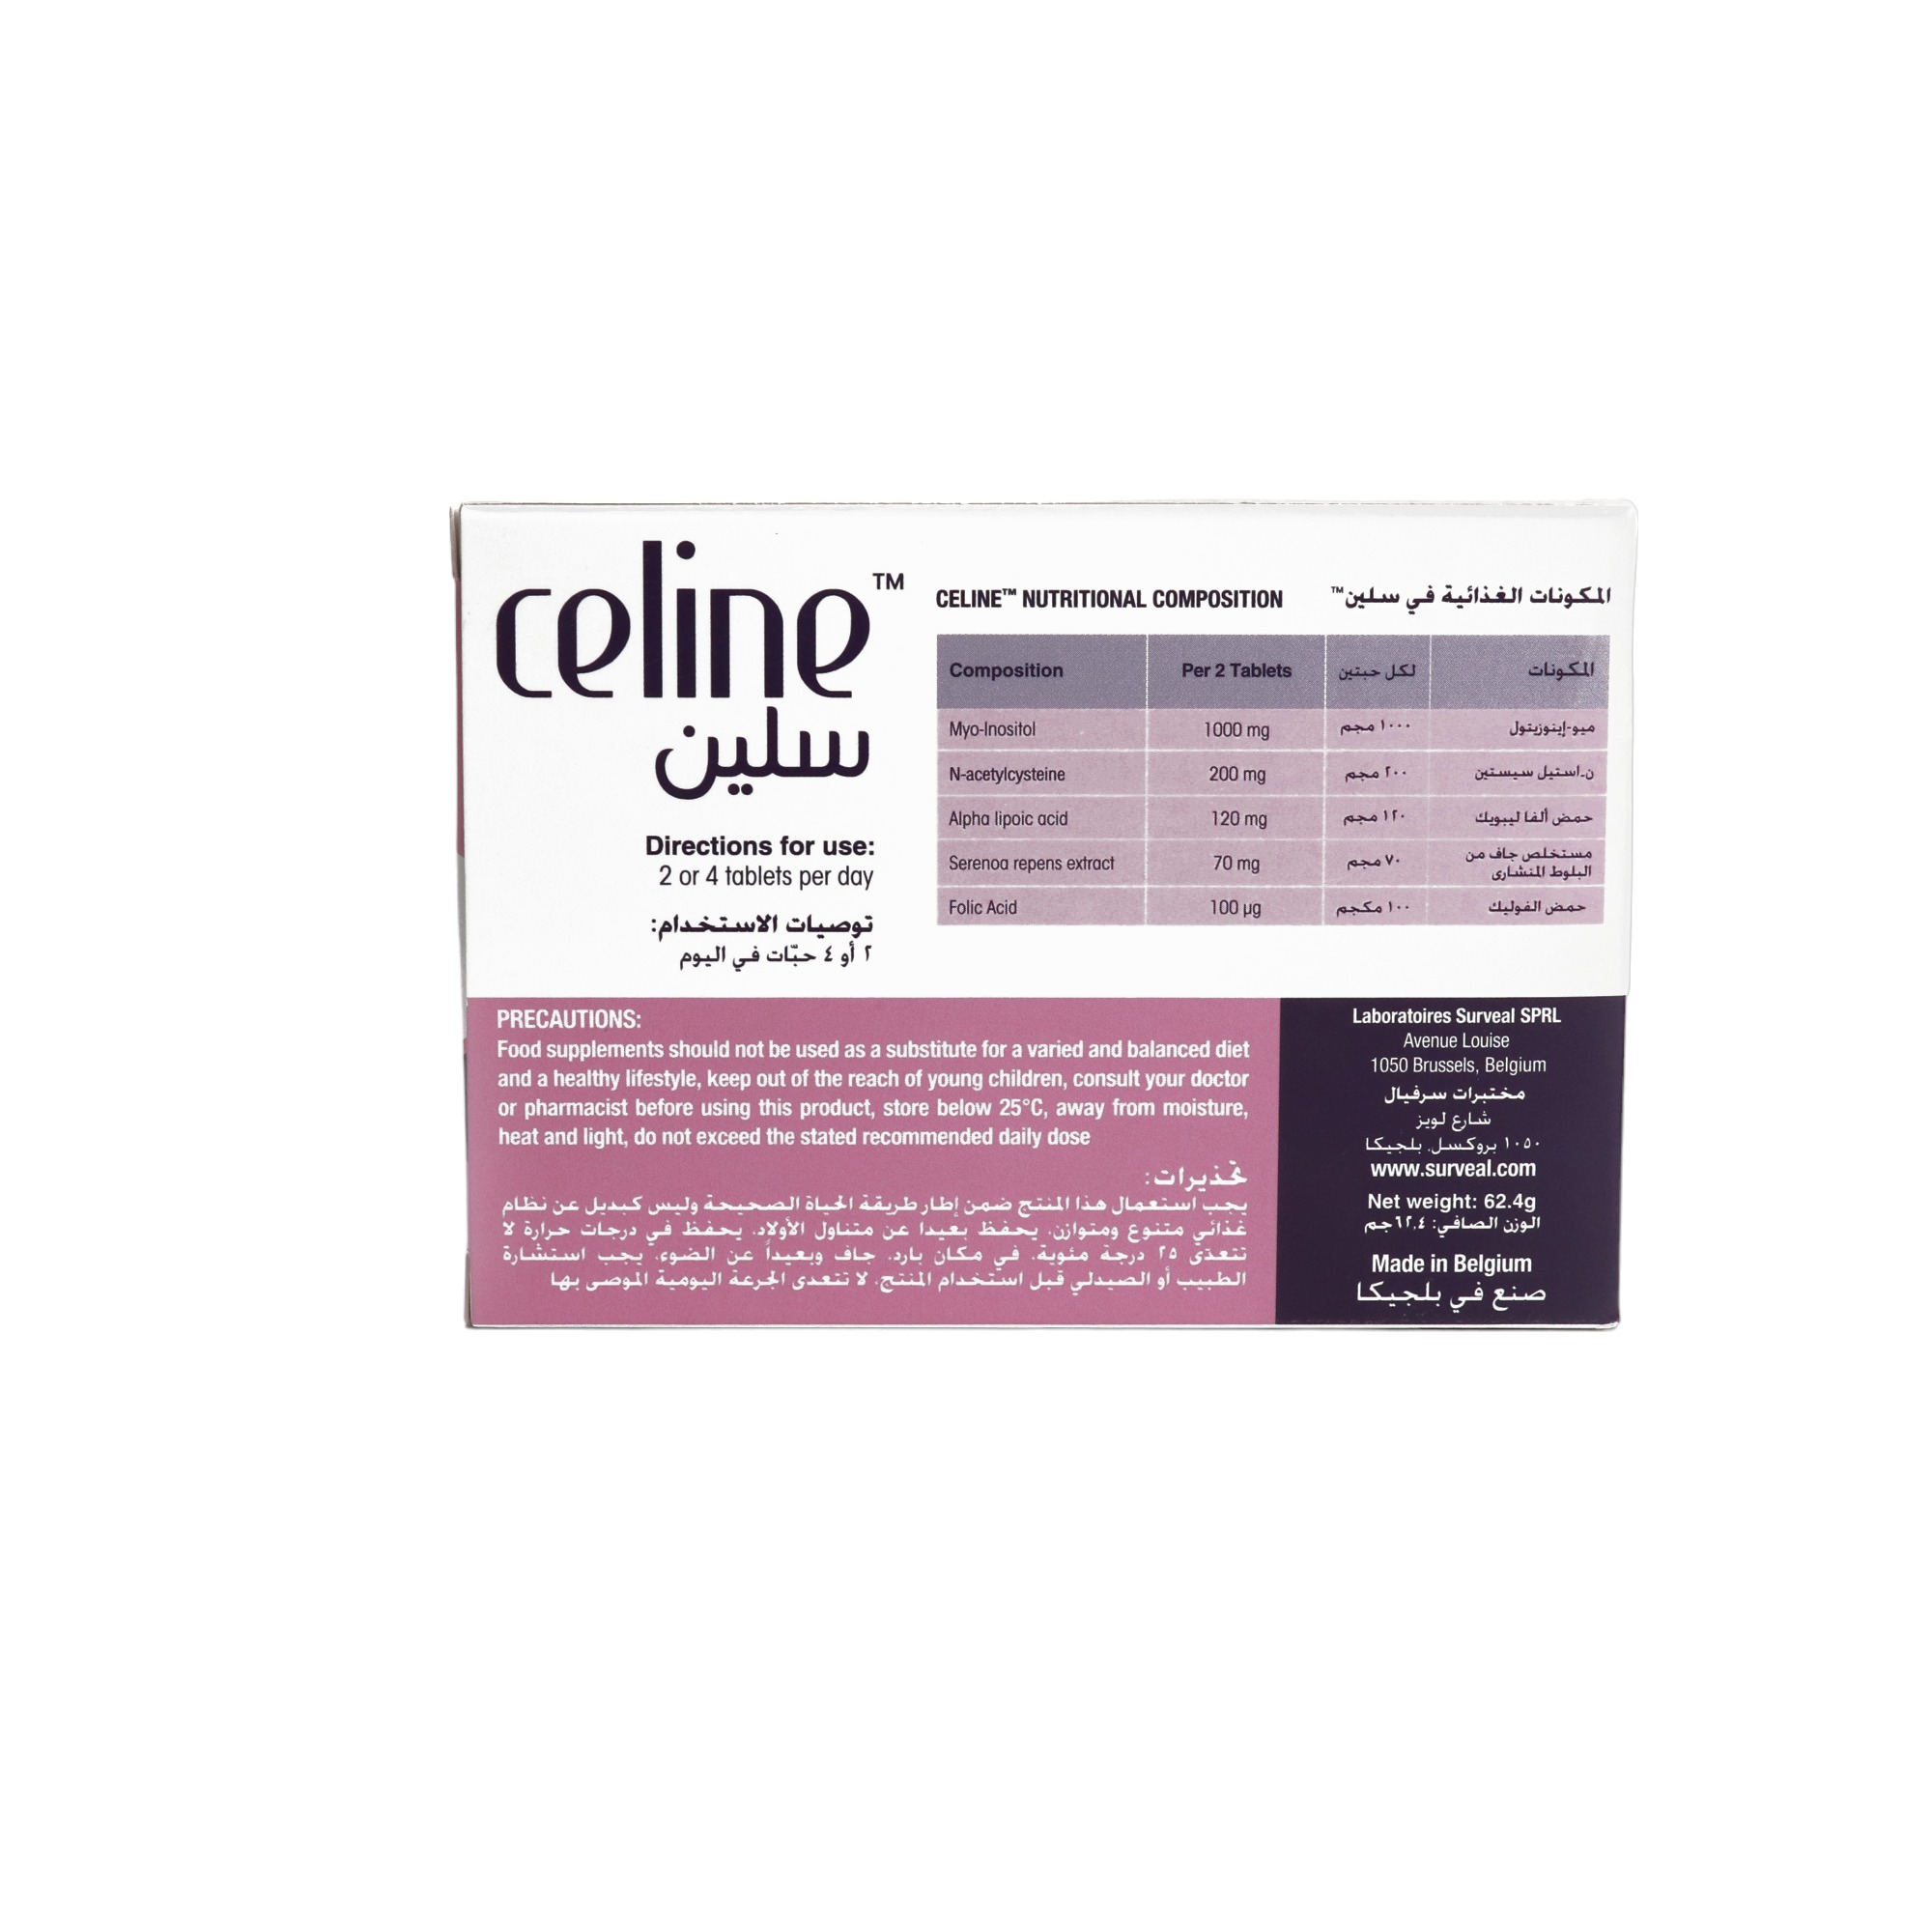 celine™
سلين
Directions for use:
2 or 4 tablets per day
توصيات الاستخدام:
٢ أو ٤ حبّات في اليوم
CELINE™ NUTRITIONAL COMPOSITION
المكونات الغذائية في سلين™
Composition Per 2 Tablets لكل حبتين المكونات
Myo-Inositol 1000 mg ١٠٠٠ مجم ميو-إينوزيتول
N-acetylcysteine 200 mg ٢٠٠ مجم ن-استيل سيستين
Alpha lipoic acid 120 mg ١٢٠ مجم حمض ألفا ليبويك
Serenoa repens extract 70 mg ٧٠ مجم مستخلص جاف من
البلوط المنشارى
Folic Acid 100 µg ١٠٠ مكجم حمض الفوليك
PRECAUTIONS:
Food supplements should not be used as a substitute for a varied and balanced diet
and a healthy lifestyle, keep out of the reach of young children, consult your doctor
or pharmacist before using this product, store below 25°C, away from moisture,
heat and light, do not exceed the stated recommended daily dose
تحذيرات:
يجب استعمال هذا المنتج ضمن إطار طريقة الحياة الصحيحة وليس كبديل عن نظام
غذائي متنوع ومتوازن. يحفظ بعيدا عن متناول الأولاد. يحفظ في درجات حرارة لا
تتعدّى ٢٥ درجة مئوية. في مكان بارد. جاف وبعيداً عن الضوء. يجب استشارة
الطبيب أو الصيدلي قبل استخدام المنتج. لا تتعدى الجرعة اليومية الموصى بها
Laboratoires Surveal SPRL
Avenue Louise
1050 Brussels, Belgium
مختبرات سرفيال
شارع لويز
١٠٥٠ بروكسل. بلجيكا
www.surveal.com
Net weight: 62.4g
الوزن الصافي: ٦٢,٤جم
Made in Belgium
صنع في بلجيكا